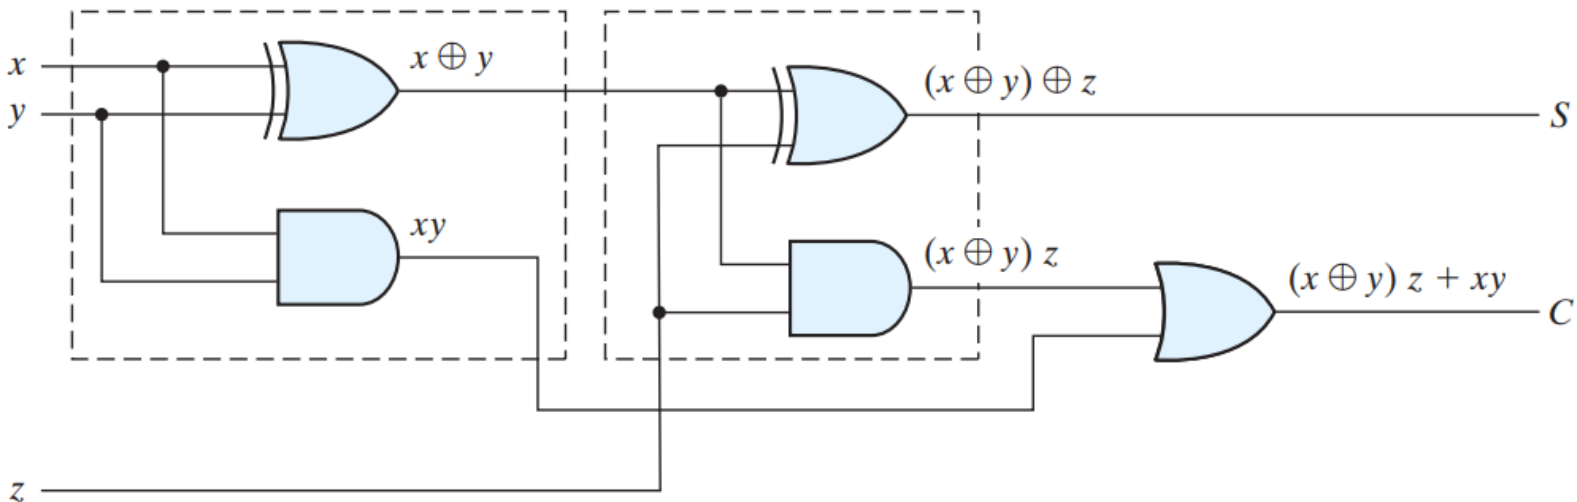 x
y
x ⊕ y
(x ⊕ y) ⊕ z
S
xy
(x ⊕ y) z
(x ⊕ y) z + xy
C
z